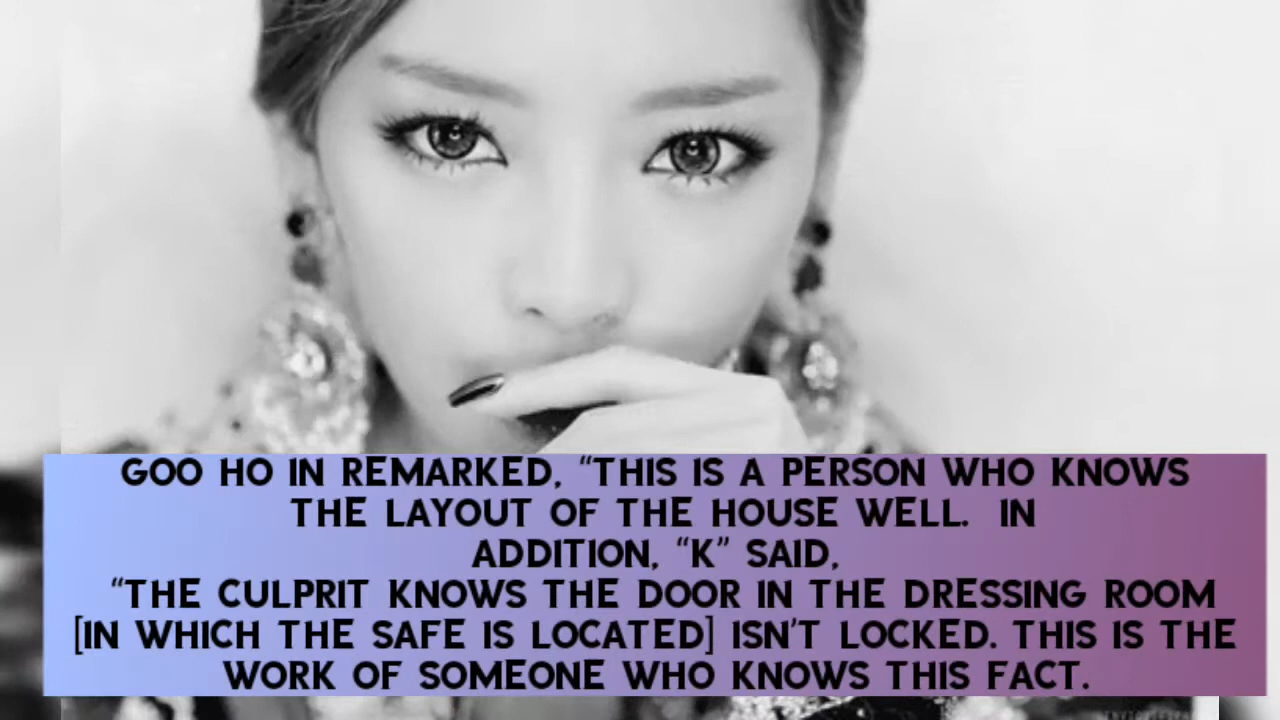 GOO HO IN REMARKED, “THIS IS A PERSON WHO KNOWS
THE LAYOUT OF THE HOUSE WELL. IN
ADDITION, “K” SAID,
“THE CULPRIT KNOWS THE DOOR IN THE DRESSING ROOM
[IN WHICH THE SAFE IS LOCATED] ISN'T LOCKED. THIS IS THE
WORK OF SOMEONE WHO KNOWS THIS FACT.